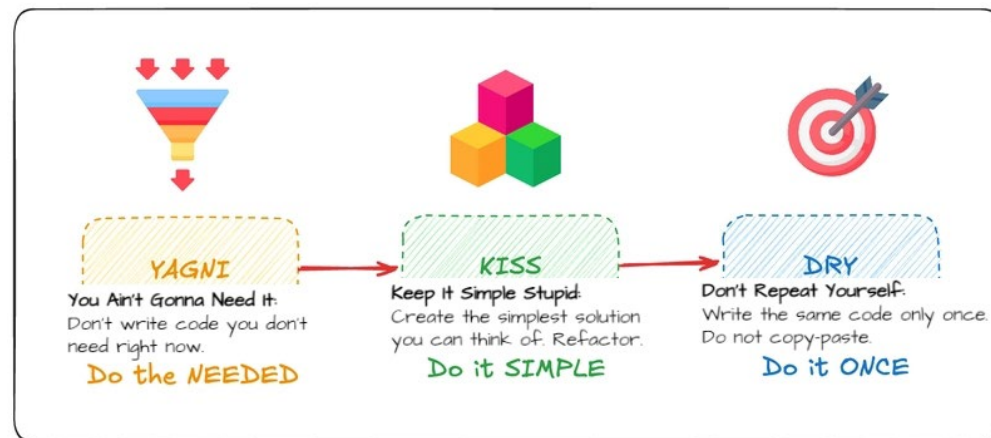 YAGNI
You Ain't Gonna Need It:
Don't write code you don't
need right now.
Do the NEEDED
KISS
Keep It Simple Stupid:
Create the simplest solution
you can think of. Refactor.
Do it SIMPLE
DRY
Don't Repeat Yourself:
Write the same code only once.
Do not copy-paste.
Do it ONCE